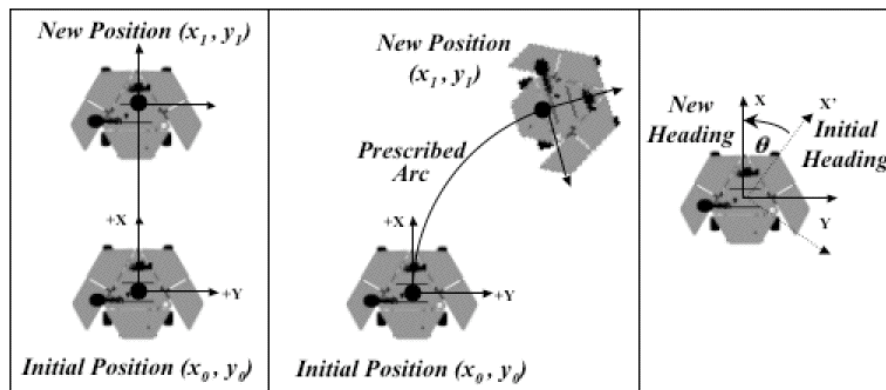 New Position (x1, y1)
+X
+Y
Initial Position (x0, y0)
New Position
(x1, y1)
Prescribed
Arc
+X
+Y
Initial Position (x0, y0)
X
X'
New
Heading
θ
Initial
Heading
Y